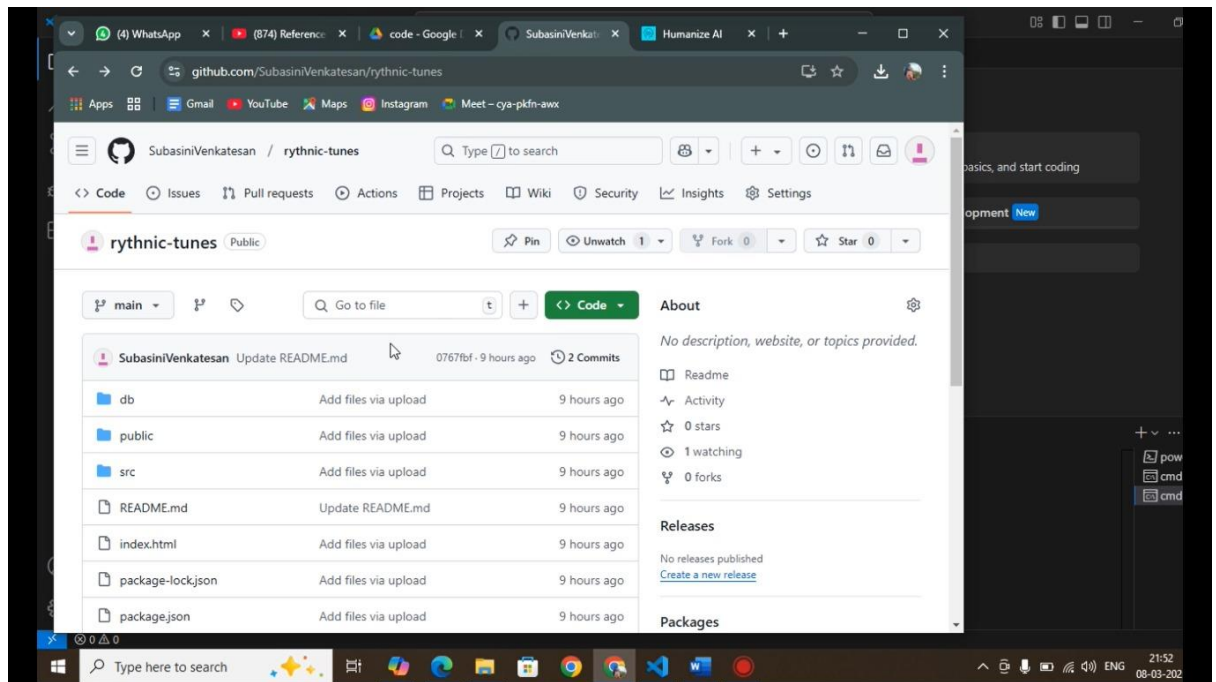 (4) WhatsApp
(874) Reference
code - Google
SubasiniVenkat
Humanize AI
github.com/SubasiniVenkatesan/rythnic-tunes
Apps Gmail YouTube Maps Instagram Meet – cya-pkfn-awx
SubasiniVenkatesan / rythnic-tunes Type / to search
<> Code Issues Pull requests Actions Projects Wiki Security Insights Settings
rythnic-tunes Public Pin Unwatch 1 Fork 0 Star 0
main Go to file t + <> Code
About
No description, website, or topics provided.
SubasiniVenkatesan Update README.md 0767fbf · 9 hours ago 2 Commits
db Add files via upload 9 hours ago
public Add files via upload 9 hours ago
src Add files via upload 9 hours ago
README.md Update README.md 9 hours ago
index.html Add files via upload 9 hours ago
package-lock.json Add files via upload 9 hours ago
package.json Add files via upload 9 hours ago
Readme
Activity
0 stars
1 watching
0 forks
Releases
No releases published
Create a new release
Packages
basics, and start coding
opment New
pow
cmd
cmd
0 0
Type here to search
ENG
21:52
08-03-202